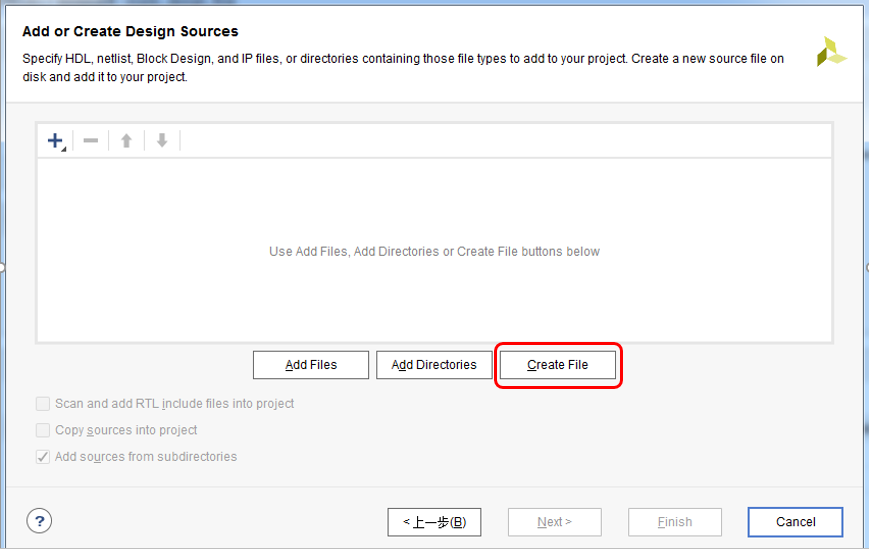 Add or Create Design Sources
Specify HDL, netlist, Block Design, and IP files, or directories containing those file types to add to your project. Create a new source file on
disk and add it to your project.
Use Add Files, Add Directories or Create File buttons below
Add Files
Add Directories
Create File
Scan and add RTL include files into project
Copy sources into project
Add sources from subdirectories
?
< 上一步(B)
Next >
Finish
Cancel